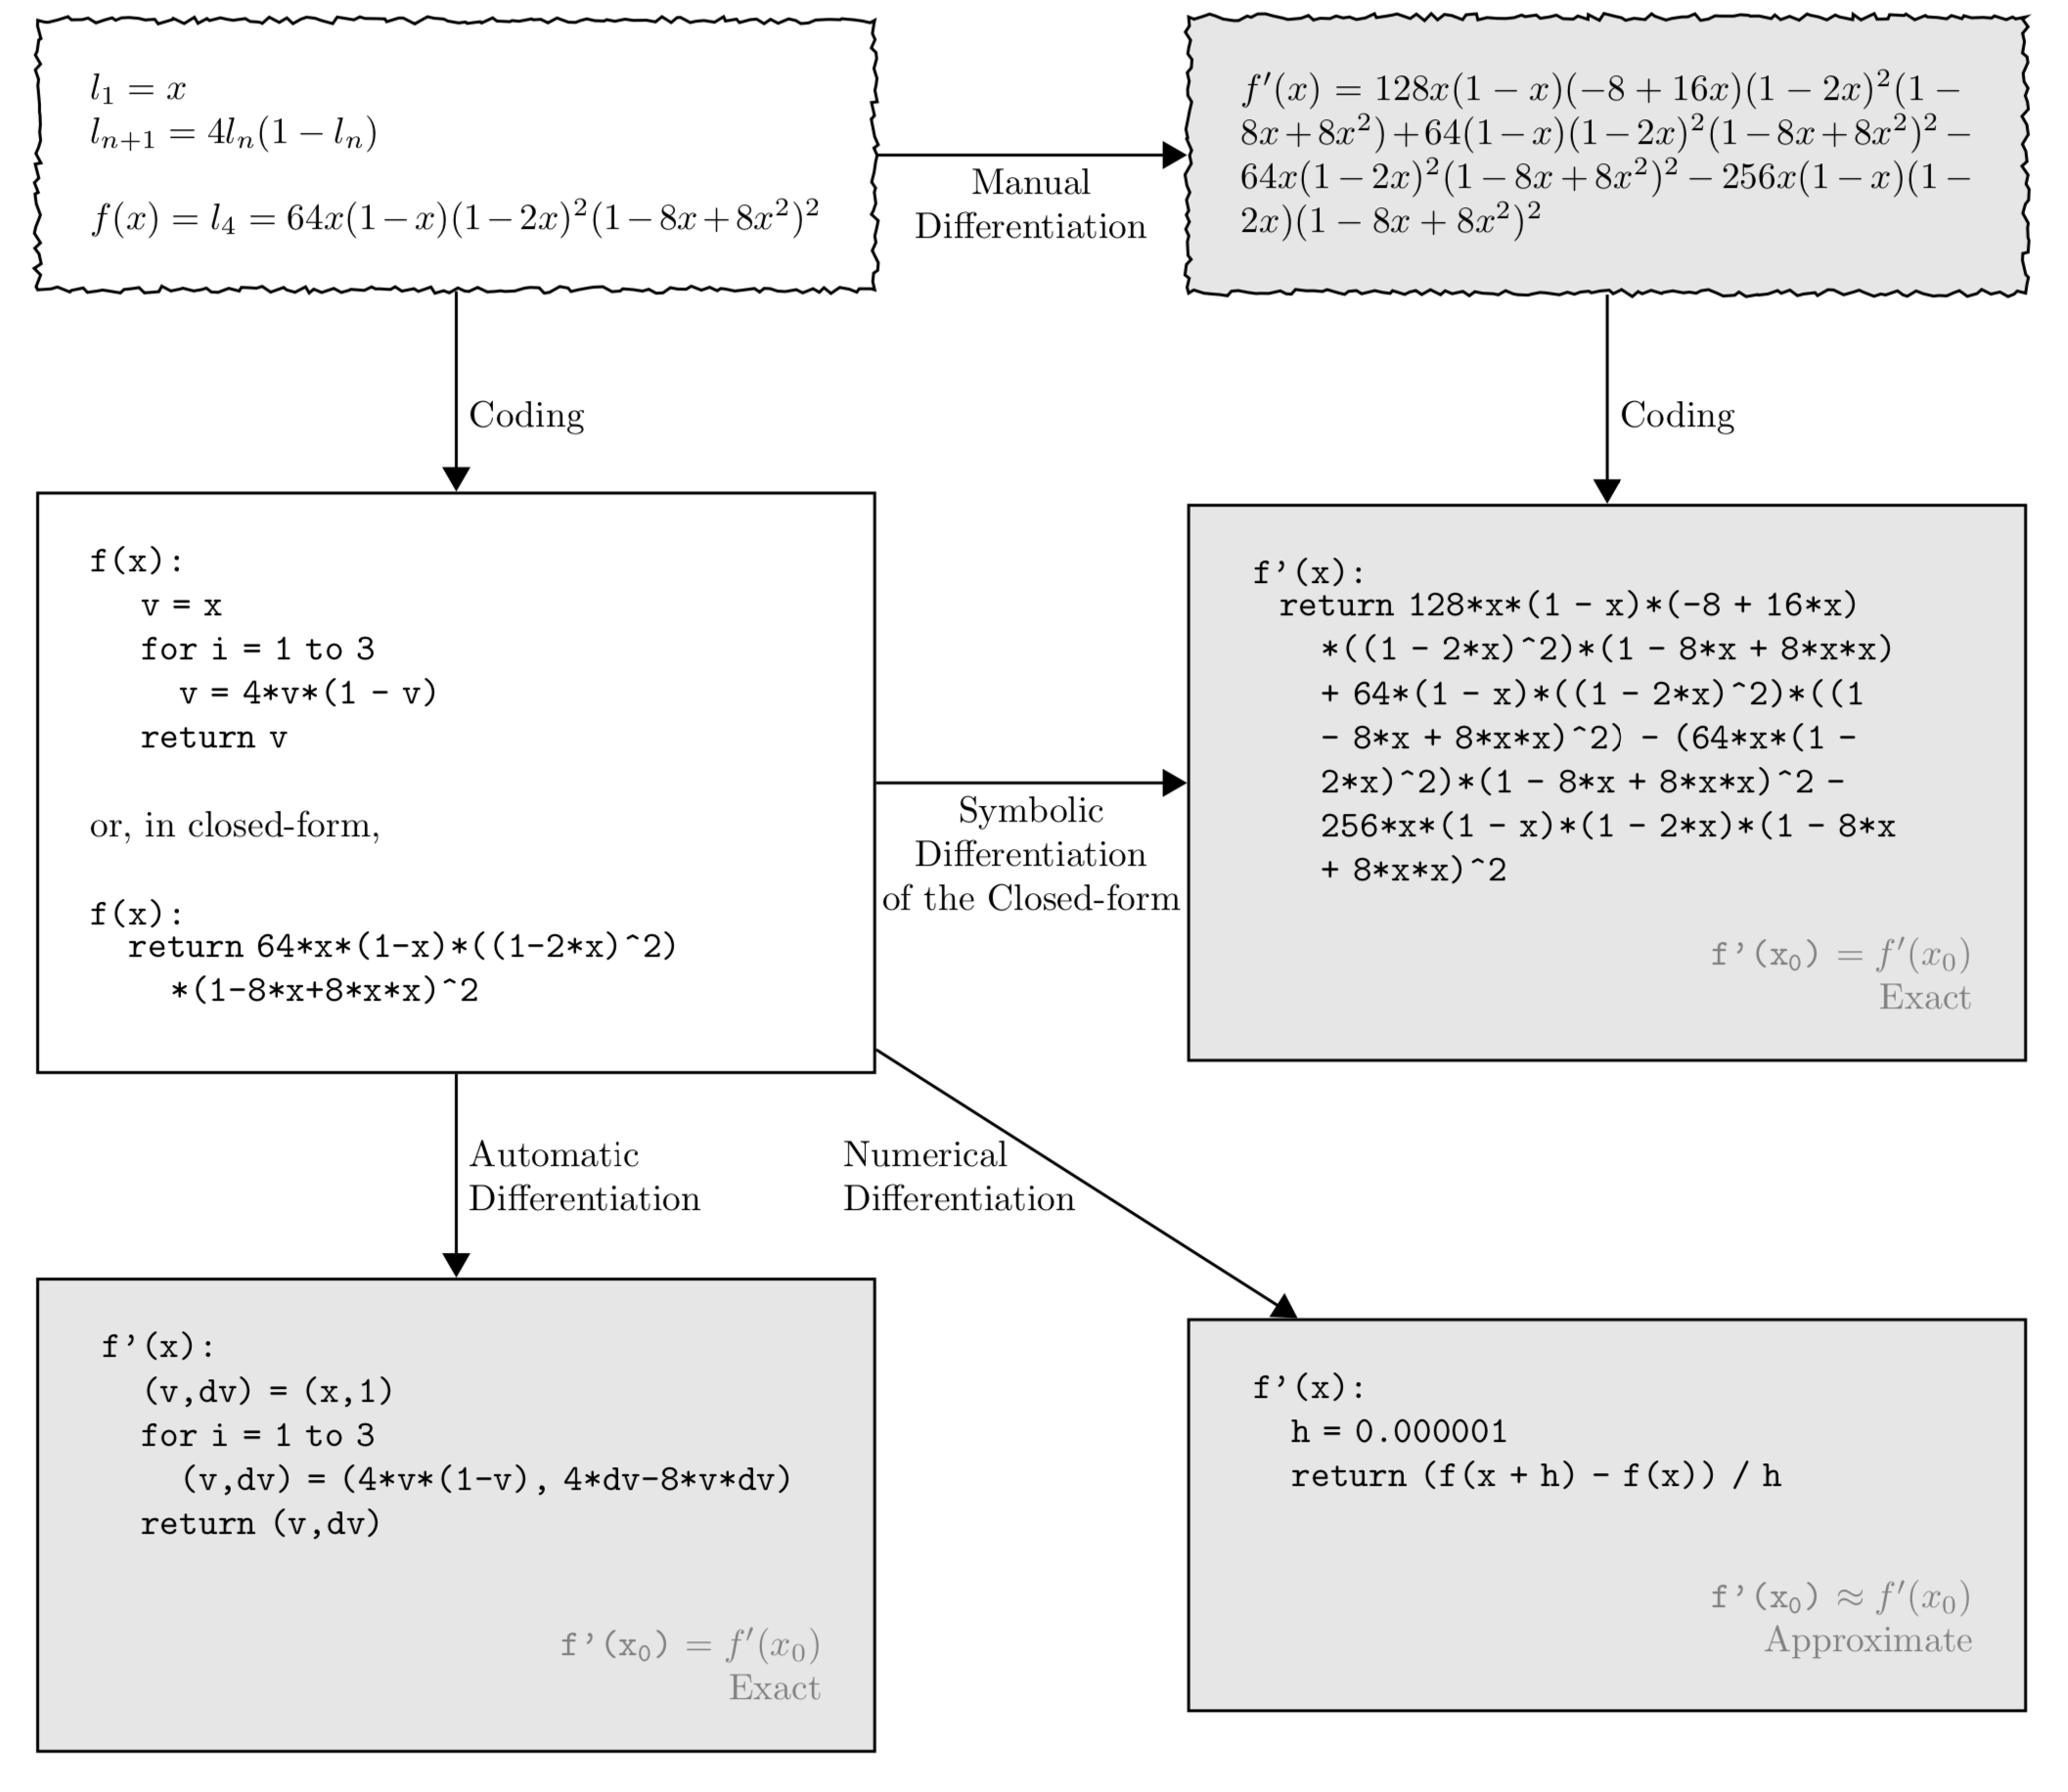 l₁ = x
lₙ₊₁ = 4lₙ(1 − lₙ)
f(x) = l₄ = 64x(1−x)(1−2x)²(1−8x+8x²)²
Manual
Differentiation
f′(x) = 128x(1 − x)(−8 + 16x)(1 − 2x)²(1 −
8x+8x²)+64(1−x)(1−2x)²(1−8x+8x²)² −
64x(1−2x)²(1−8x+8x²)² − 256x(1−x)(1−
2x)(1 − 8x + 8x²)²
Coding
Coding
f(x):
v = x
for i = 1 to 3
v = 4*v*(1 - v)
return v
or, in closed-form,
f(x):
return 64*x*(1-x)*((1-2*x)^2)
*(1-8*x+8*x*x)^2
Symbolic
Differentiation
of the Closed-form
f’(x):
return 128*x*(1 - x)*(-8 + 16*x)
*((1 - 2*x)^2)*(1 - 8*x + 8*x*x)
+ 64*(1 - x)*((1 - 2*x)^2)*((1
- 8*x + 8*x*x)^2) - (64*x*(1 -
2*x)^2)*(1 - 8*x + 8*x*x)^2 -
256*x*(1 - x)*(1 - 2*x)*(1 - 8*x
+ 8*x*x)^2
f’(x₀) = f′(x₀)
Exact
Automatic
Differentiation
Numerical
Differentiation
f’(x):
(v,dv) = (x,1)
for i = 1 to 3
(v,dv) = (4*v*(1-v), 4*dv-8*v*dv)
return (v,dv)
f’(x₀) = f′(x₀)
Exact
f’(x):
h = 0.000001
return (f(x + h) - f(x)) / h
f’(x₀) ≈ f′(x₀)
Approximate